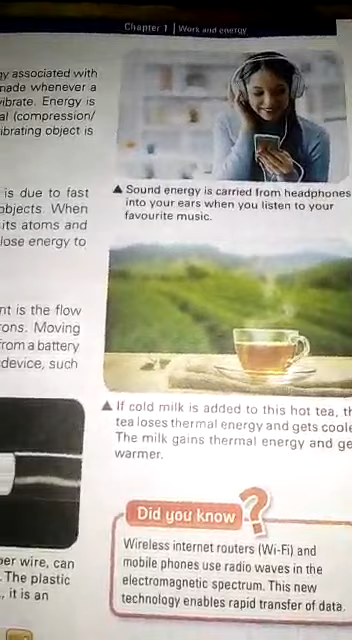 Chapter 1 | Work and energy
gy associated with
made whenever a
vibrate. Energy is
al (compression/
ibrating object is
is due to fast
objects. When
its atoms and
lose energy to
nt is the flow
rons. Moving
from a battery
device, such
per wire, can
. The plastic
., it is an
▲ Sound energy is carried from headphones
into your ears when you listen to your
favourite music.
▲ If cold milk is added to this hot tea, th
tea loses thermal energy and gets coole
The milk gains thermal energy and ge
warmer.
Did you know ?
Wireless internet routers (Wi-Fi) and
mobile phones use radio waves in the
electromagnetic spectrum. This new
technology enables rapid transfer of data.